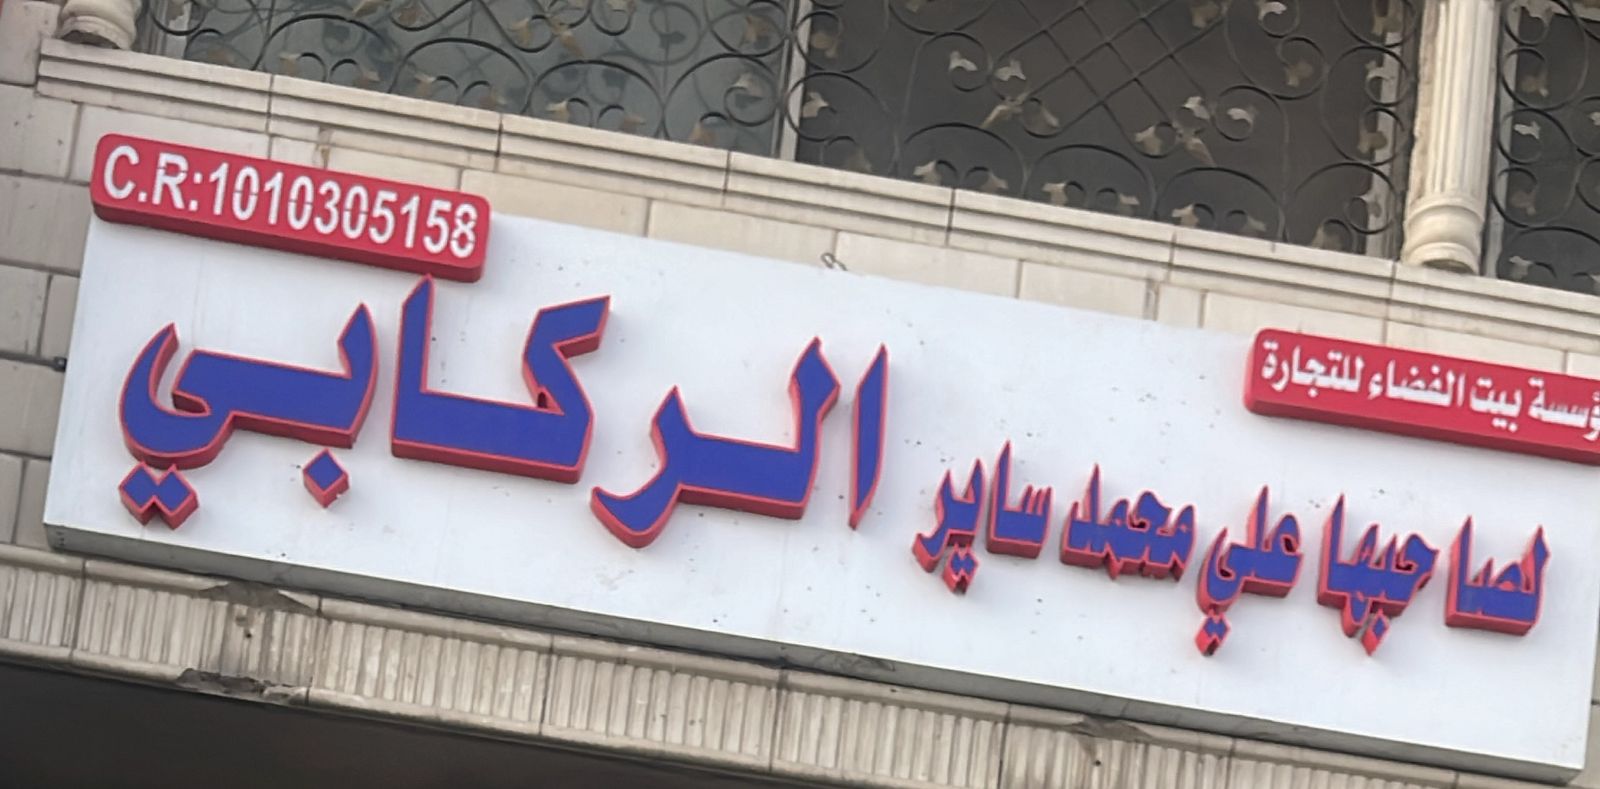 ؤسسة بيت الفضاء للتجارة
C.R:1010305158
لصاحبها علي محمد ساير الركابي